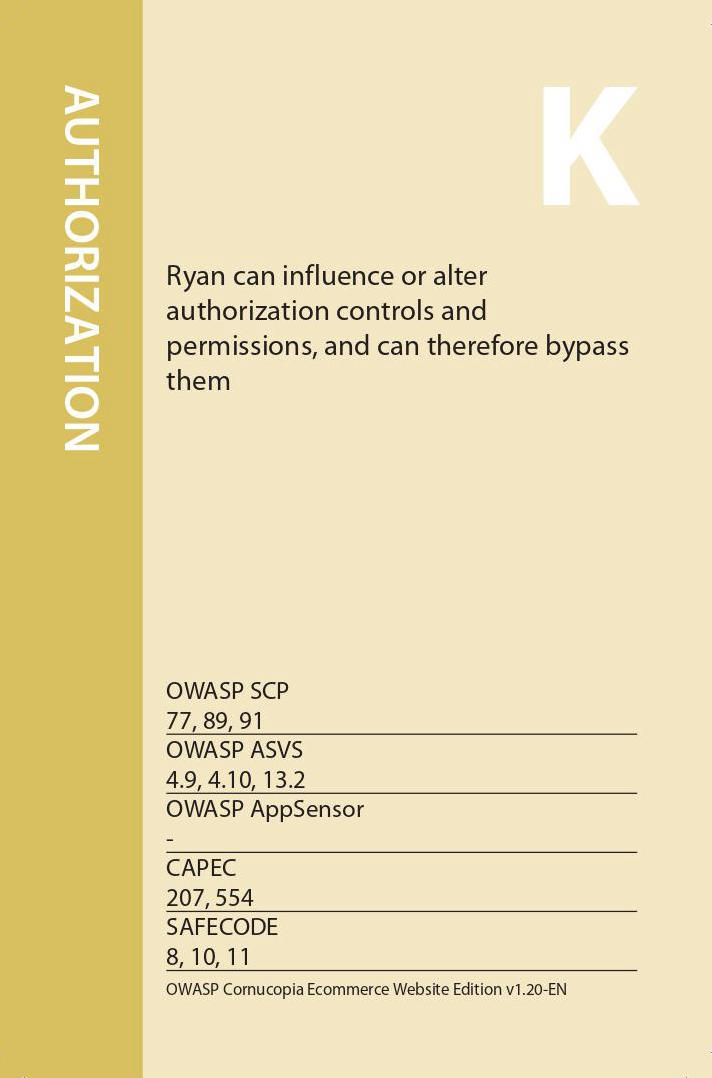 AUTHORIZATION
K
Ryan can influence or alter
authorization controls and
permissions, and can therefore bypass
them
OWASP SCP
77, 89, 91
OWASP ASVS
4.9, 4.10, 13.2
OWASP AppSensor
-
CAPEC
207, 554
SAFECODE
8, 10, 11
OWASP Cornucopia Ecommerce Website Edition v1.20-EN